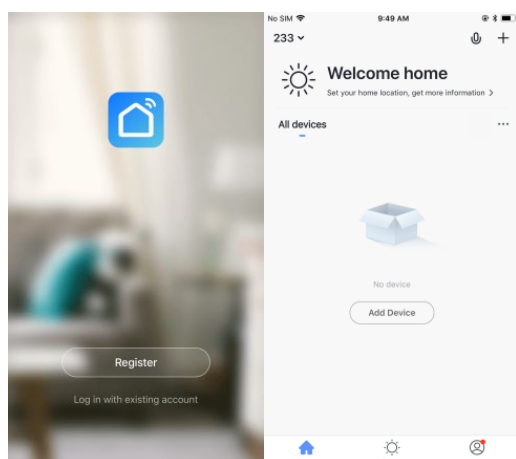 Register
Log in with existing account
No SIM 9:49 AM
233
Welcome home
Set your home location, get more information >
All devices
...
No device
Add Device